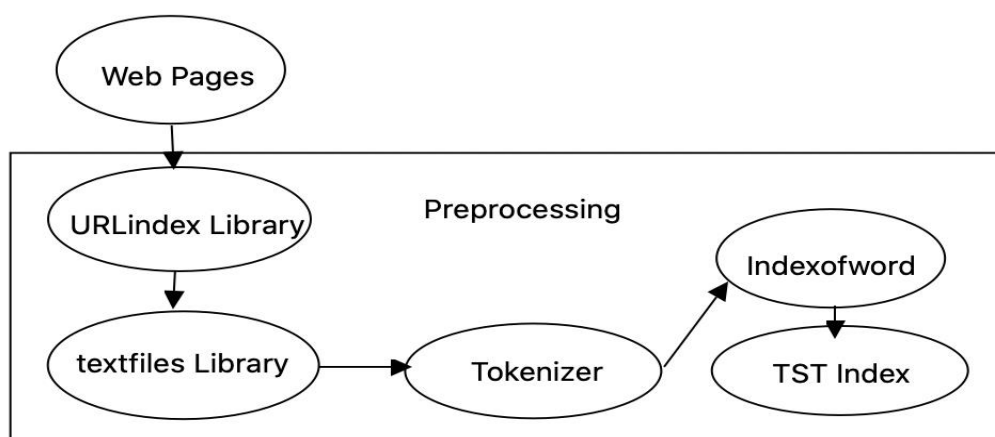 Web Pages
URLindex Library
Preprocessing
Indexofword
textfiles Library
Tokenizer
TST Index